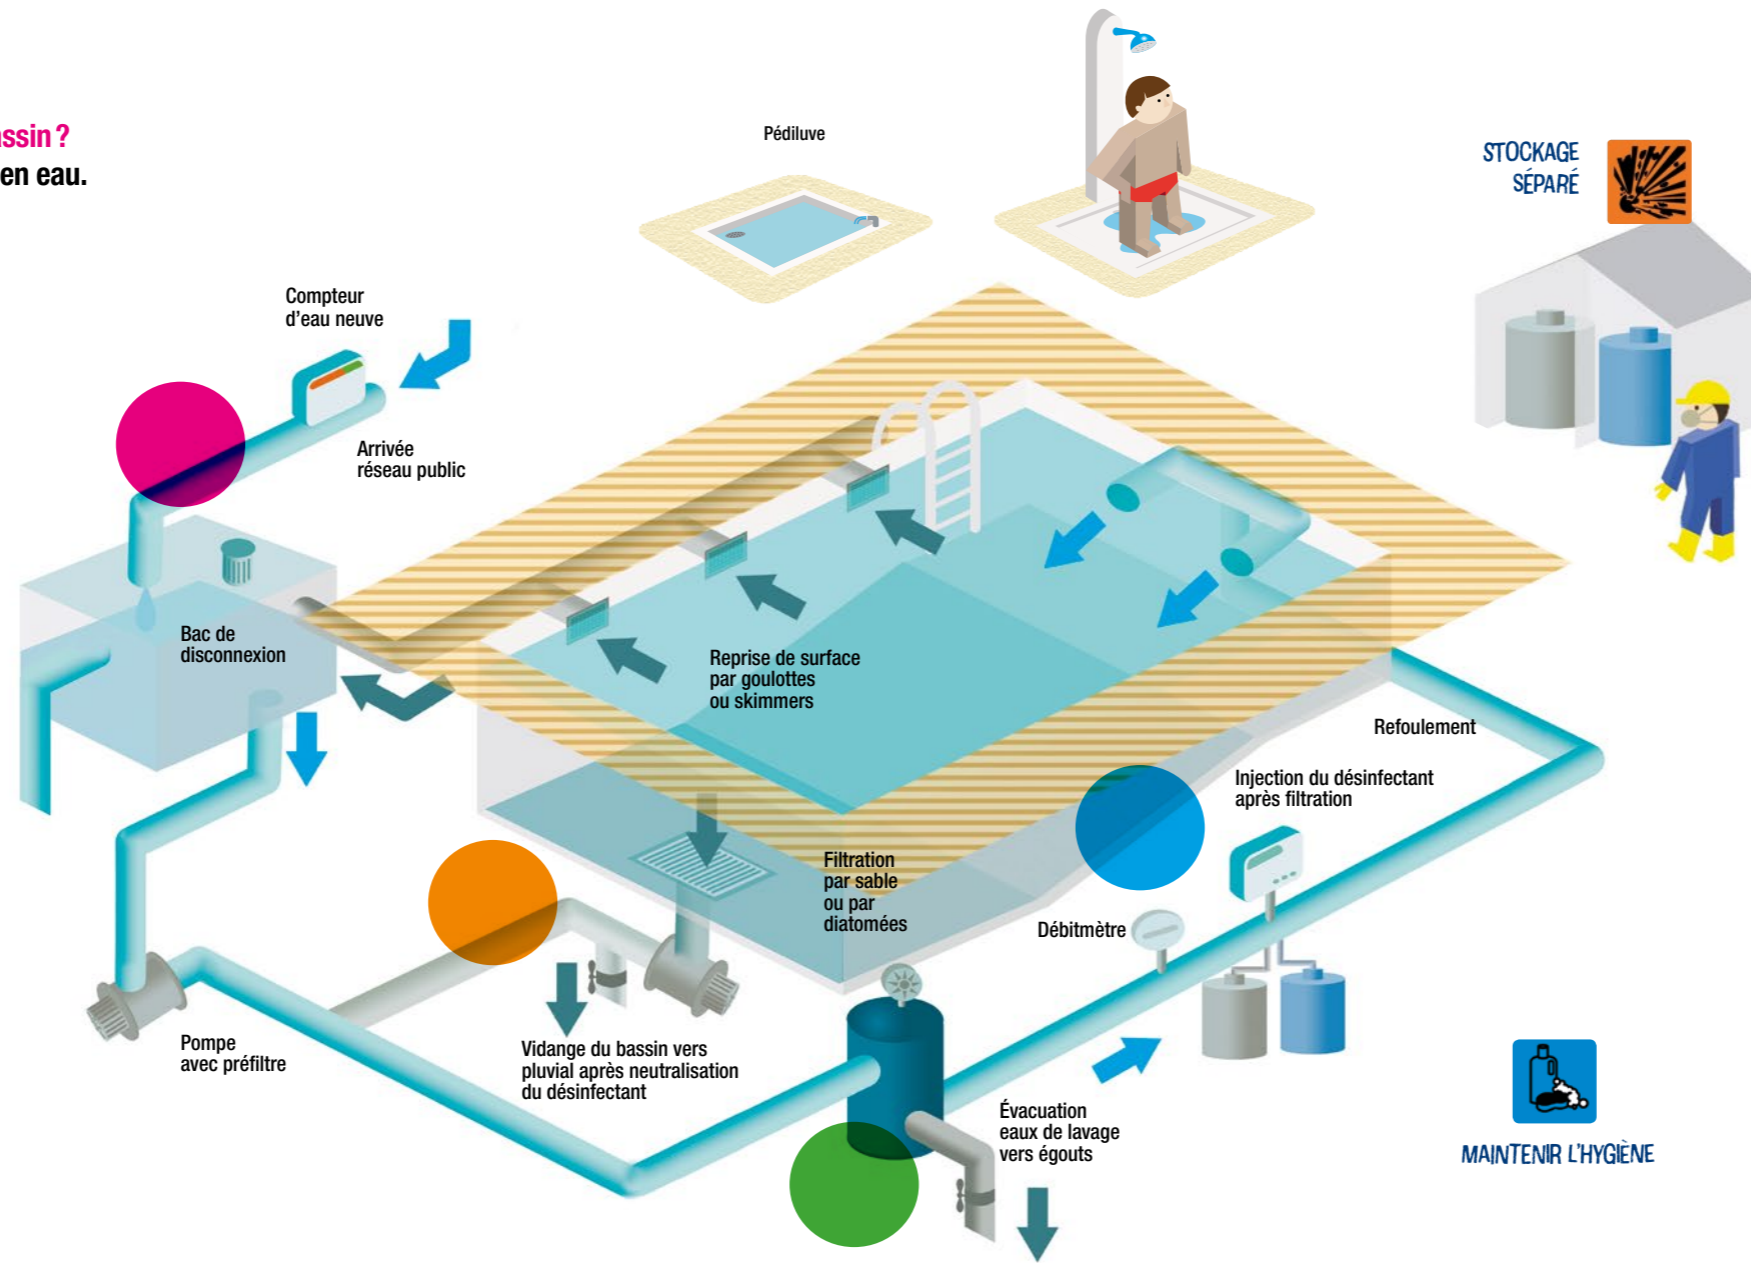 assin ?
en eau.
Pédiluve
STOCKAGE
SÉPARÉ
Compteur
d'eau neuve
Arrivée
réseau public
Bac de
disconnexion
Reprise de surface
par goulottes
ou skimmers
Refoulement
Injection du désinfectant
après filtration
Filtration
par sable
ou par
diatomées
Débitmètre
Pompe
avec préfiltre
Vidange du bassin vers
pluvial après neutralisation
du désinfectant
Évacuation
eaux de lavage
vers égouts
MAINTENIR L'HYGIÈNE